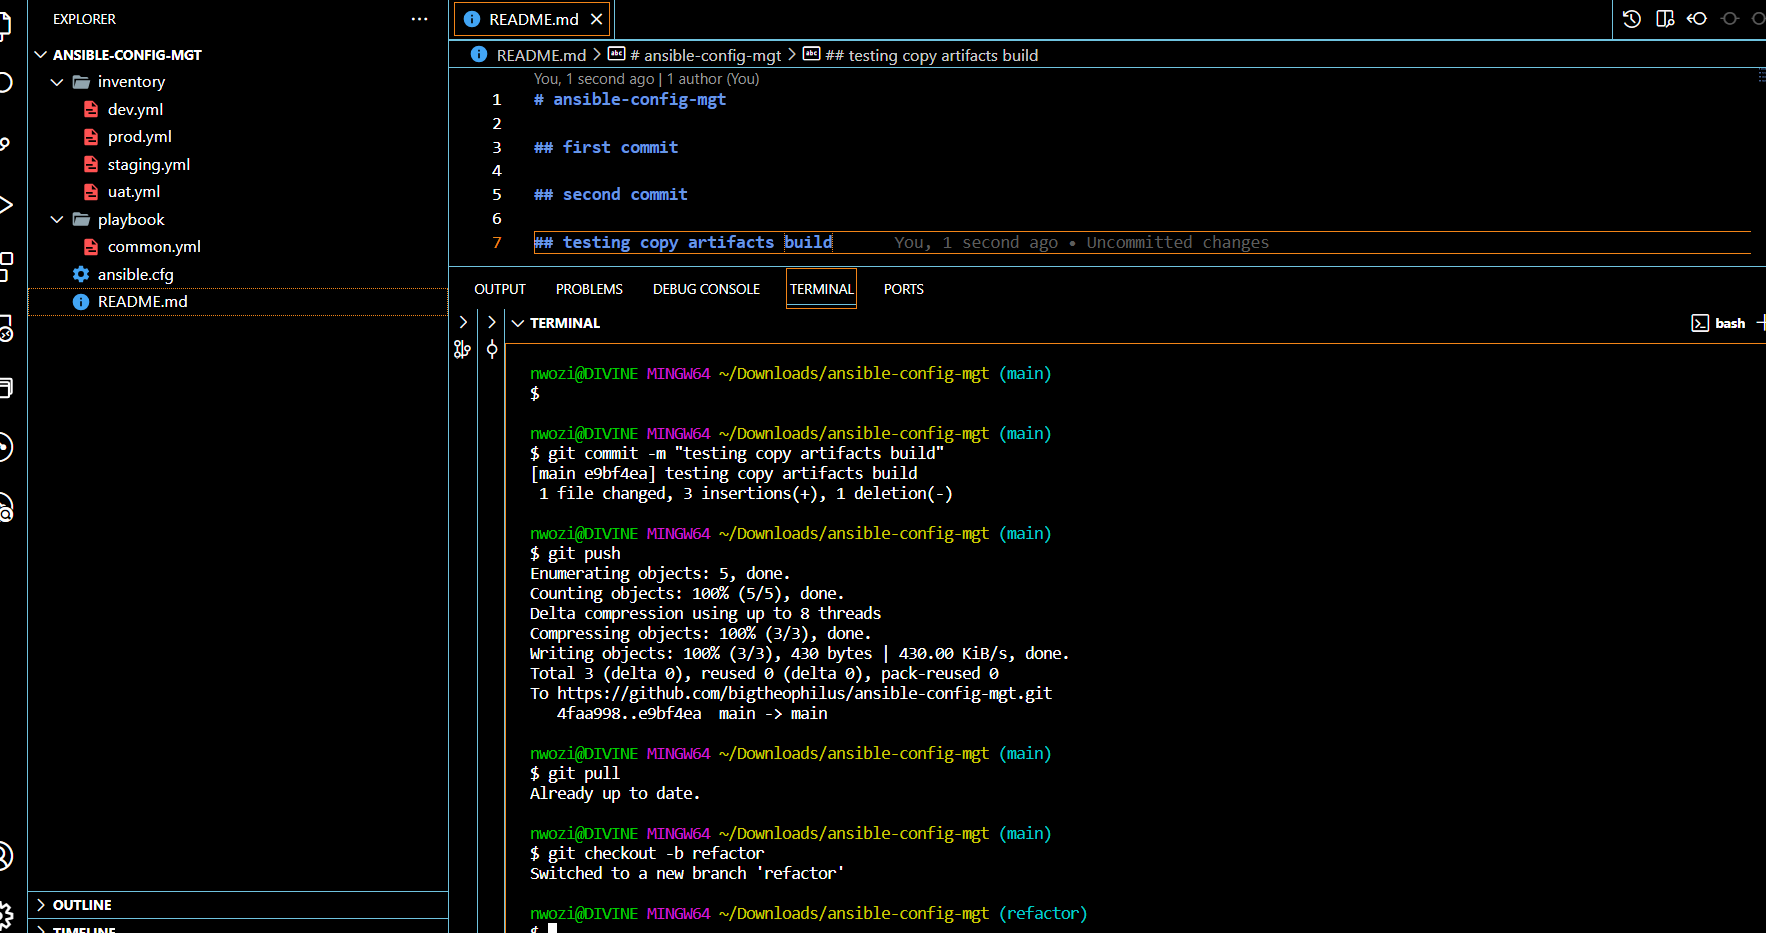 EXPLORER
ANSIBLE-CONFIG-MGT
inventory
dev.yml
prod.yml
staging.yml
uat.yml
playbook
common.yml
ansible.cfg
README.md
OUTLINE
TIMELINE
README.md
README.md > # ansible-config-mgt > ## testing copy artifacts build
You, 1 second ago | 1 author (You)
1 # ansible-config-mgt
2
3 ## first commit
4
5 ## second commit
6
7 ## testing copy artifacts build You, 1 second ago • Uncommitted changes
OUTPUT PROBLEMS DEBUG CONSOLE TERMINAL PORTS
TERMINAL bash
nwozi@DIVINE MINGW64 ~/Downloads/ansible-config-mgt (main)
$
nwozi@DIVINE MINGW64 ~/Downloads/ansible-config-mgt (main)
$ git commit -m "testing copy artifacts build"
[main e9bf4ea] testing copy artifacts build
1 file changed, 3 insertions(+), 1 deletion(-)
nwozi@DIVINE MINGW64 ~/Downloads/ansible-config-mgt (main)
$ git push
Enumerating objects: 5, done.
Counting objects: 100% (5/5), done.
Delta compression using up to 8 threads
Compressing objects: 100% (3/3), done.
Writing objects: 100% (3/3), 430 bytes | 430.00 KiB/s, done.
Total 3 (delta 0), reused 0 (delta 0), pack-reused 0
To https://github.com/bigtheophilus/ansible-config-mgt.git
4faa998..e9bf4ea main -> main
nwozi@DIVINE MINGW64 ~/Downloads/ansible-config-mgt (main)
$ git pull
Already up to date.
nwozi@DIVINE MINGW64 ~/Downloads/ansible-config-mgt (main)
$ git checkout -b refactor
Switched to a new branch 'refactor'
nwozi@DIVINE MINGW64 ~/Downloads/ansible-config-mgt (refactor)
$